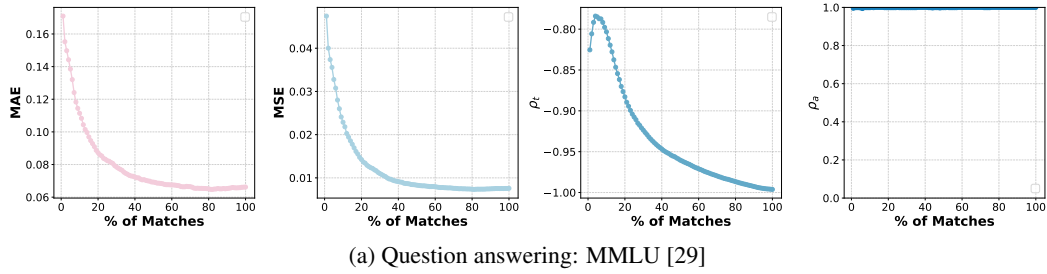 MAE
0.16
0.14
0.12
0.10
0.08
0.06
0 20 40 60 80 100
% of Matches
MSE
0.04
0.03
0.02
0.01
0 20 40 60 80 100
% of Matches
ρt
−0.80
−0.85
−0.90
−0.95
−1.00
0 20 40 60 80 100
% of Matches
ρa
1.0
0.8
0.6
0.4
0.2
0.0
0 20 40 60 80 100
% of Matches
(a) Question answering: MMLU [29]